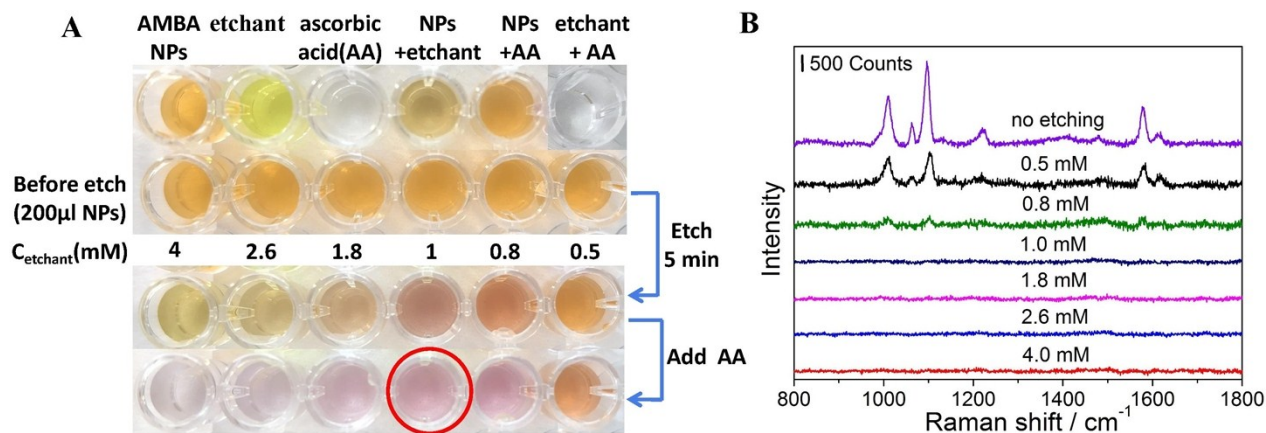 A
AMBA etchant ascorbic NPs NPs etchant
NPs acid(AA) +etchant +AA + AA
Before etch
(200µl NPs)
Cetchant(mM) 4 2.6 1.8 1 0.8 0.5
Etch
5 min
Add AA
B
500 Counts
no etching
0.5 mM
0.8 mM
1.0 mM
1.8 mM
2.6 mM
4.0 mM
Intensity
800 1000 1200 1400 1600 1800
Raman shift / cm-1